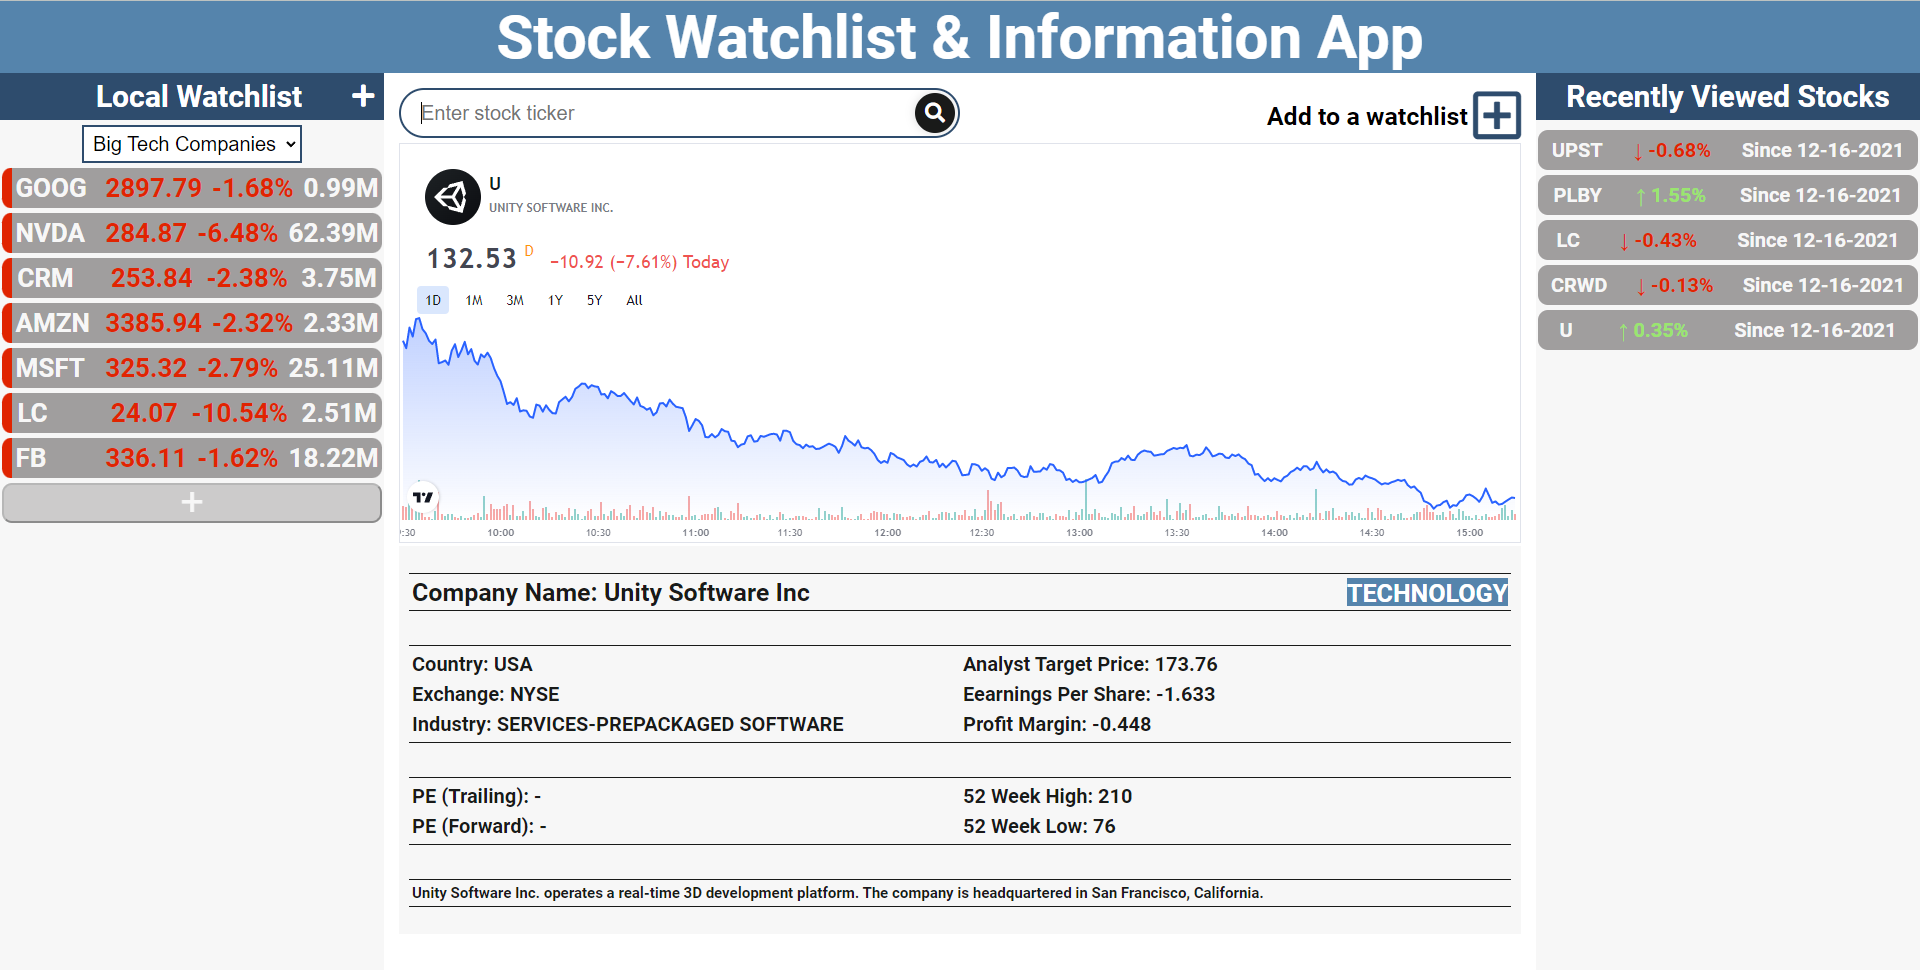 Stock Watchlist & Information App
Local Watchlist +
Big Tech Companies
GOOG 2897.79 -1.68% 0.99M
NVDA 284.87 -6.48% 62.39M
CRM 253.84 -2.38% 3.75M
AMZN 3385.94 -2.32% 2.33M
MSFT 325.32 -2.79% 25.11M
LC 24.07 -10.54% 2.51M
FB 336.11 -1.62% 18.22M
+
Enter stock ticker
Add to a watchlist +
U
UNITY SOFTWARE INC.
132.53 D −10.92 (−7.61%) Today
1D 1M 3M 1Y 5Y All
:30 10:00 10:30 11:00 11:30 12:00 12:30 13:00 13:30 14:00 14:30 15:00
Company Name: Unity Software Inc TECHNOLOGY
Country: USA
Exchange: NYSE
Industry: SERVICES-PREPACKAGED SOFTWARE
Analyst Target Price: 173.76
Eearnings Per Share: -1.633
Profit Margin: -0.448
PE (Trailing): -
PE (Forward): -
52 Week High: 210
52 Week Low: 76
Unity Software Inc. operates a real-time 3D development platform. The company is headquartered in San Francisco, California.
Recently Viewed Stocks
UPST ↓ -0.68% Since 12-16-2021
PLBY ↑ 1.55% Since 12-16-2021
LC ↓ -0.43% Since 12-16-2021
CRWD ↓ -0.13% Since 12-16-2021
U ↑ 0.35% Since 12-16-2021